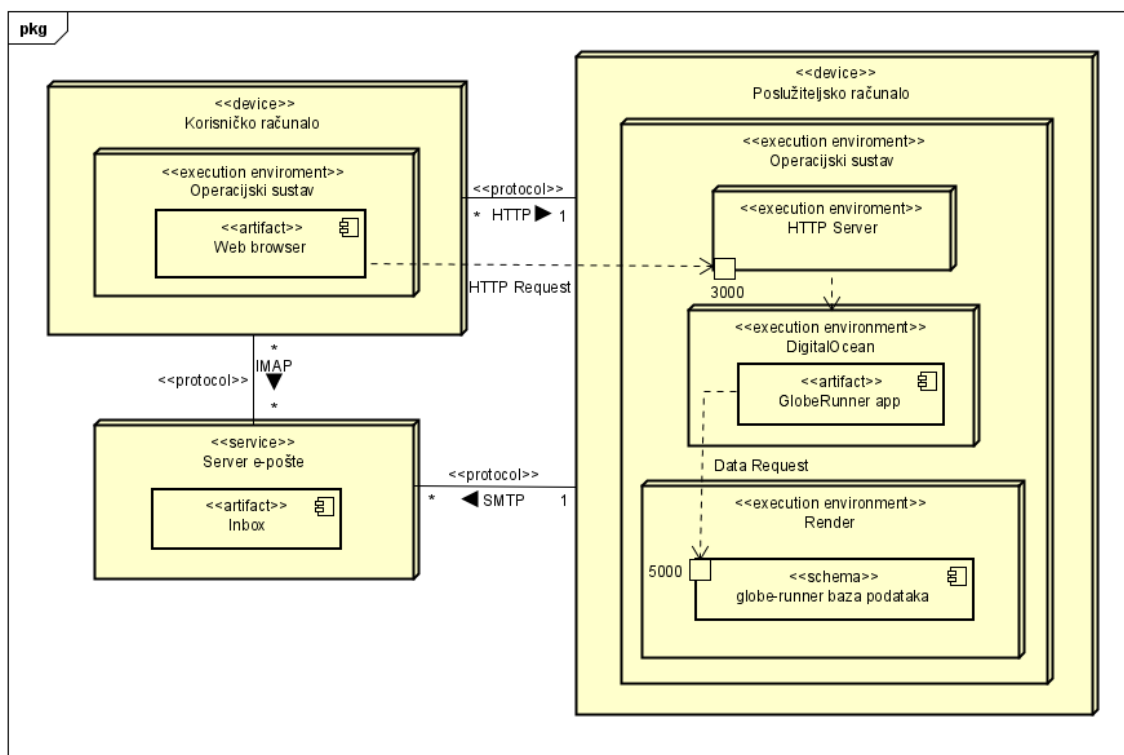 pkg
<<device>>
Korisničko računalo
<<execution enviroment>>
Operacijski sustav
<<artifact>>
Web browser
<<protocol>>
* HTTP 1
HTTP Request
*
IMAP
<<protocol>>
*
<<service>>
Server e-pošte
<<artifact>>
Inbox
<<protocol>>
* SMTP 1
<<device>>
Poslužiteljsko računalo
<<execution enviroment>>
Operacijski sustav
<<execution enviroment>>
HTTP Server
3000
<<execution environment>>
DigitalOcean
<<artifact>>
GlobeRunner app
Data Request
<<execution environment>>
Render
5000
<<schema>>
globe-runner baza podataka